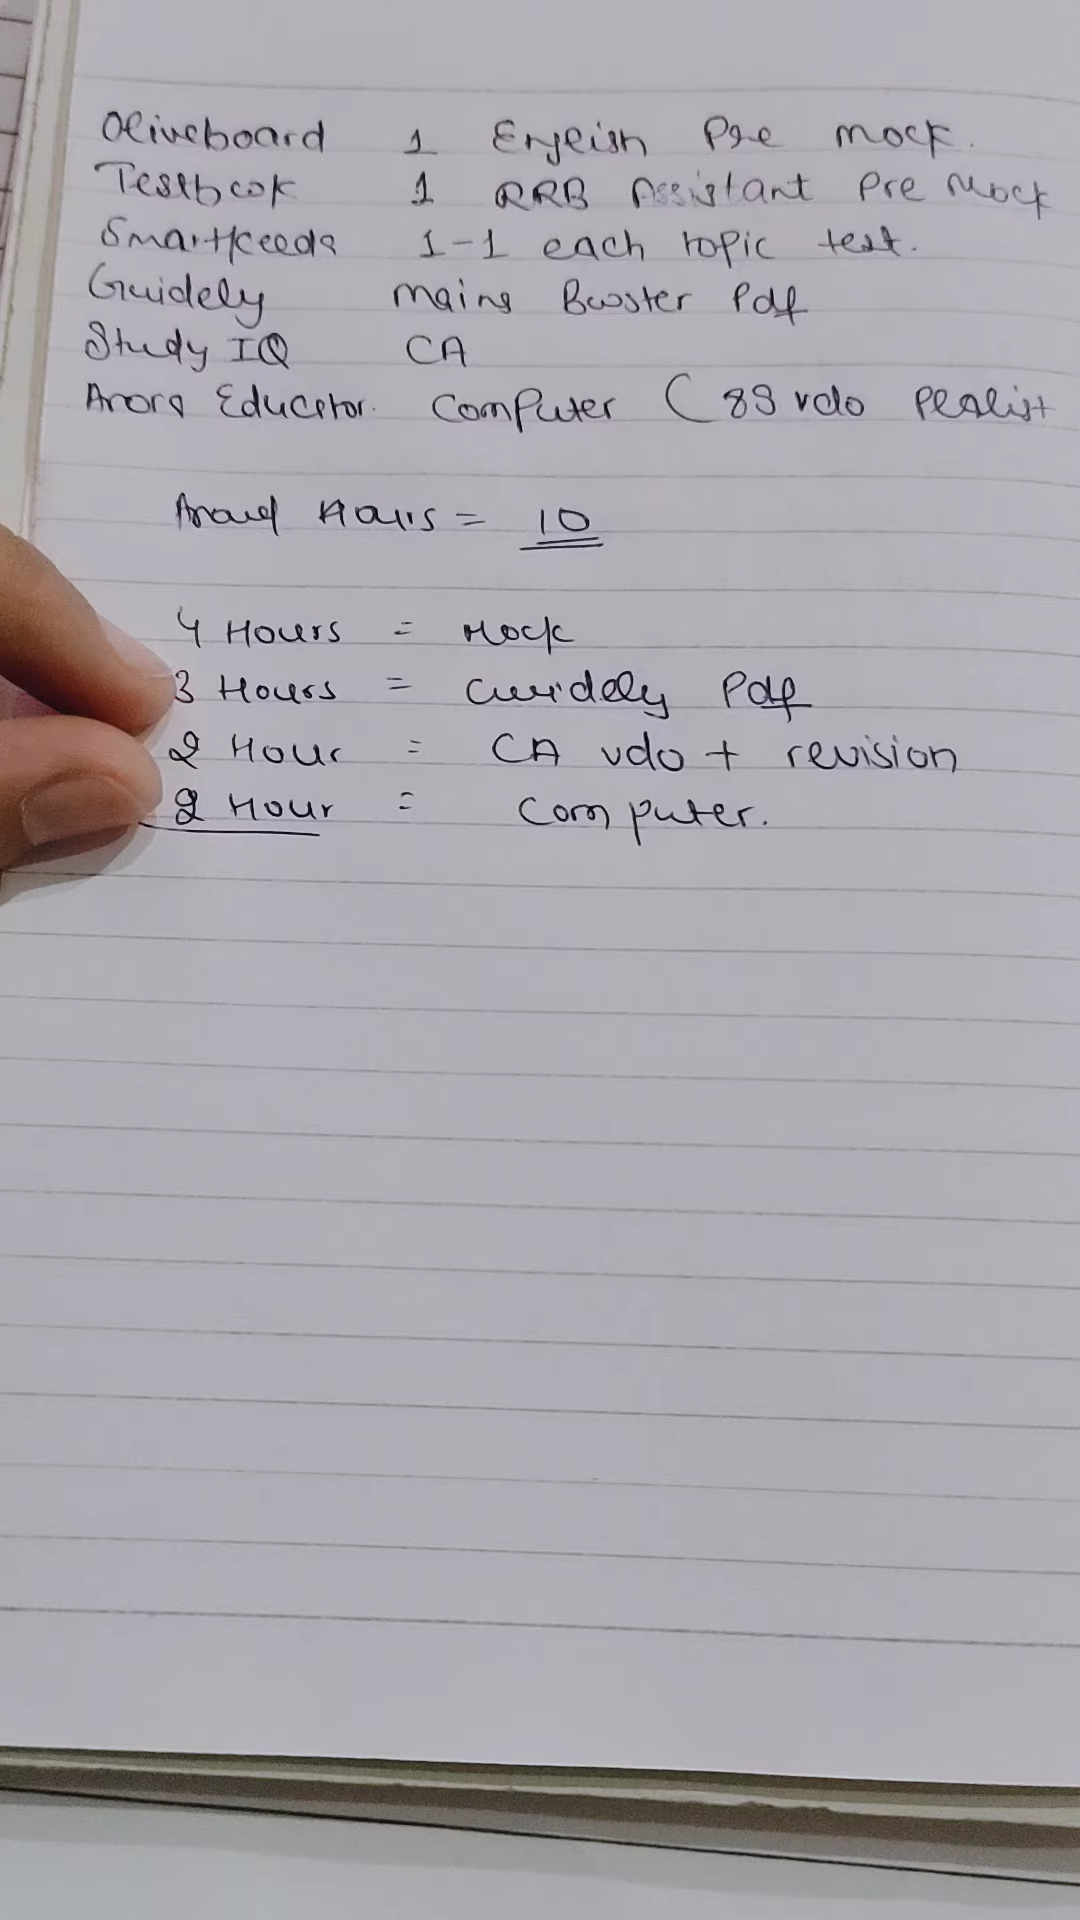 Oliveboard 1 English Pre mock.
Testbook 1 RRB Assistant Pre Mock
Smartkeeda 1-1 each topic test.
Guidely mains Booster Pdf
Study IQ CA
Arora Educator. Computer ( 89 vdo Playlist
Around Hours = 10
4 Hours = Mock
3 Hours = Guidely Pdf
2 Hour = CA vdo + revision
2 Hour = Computer.